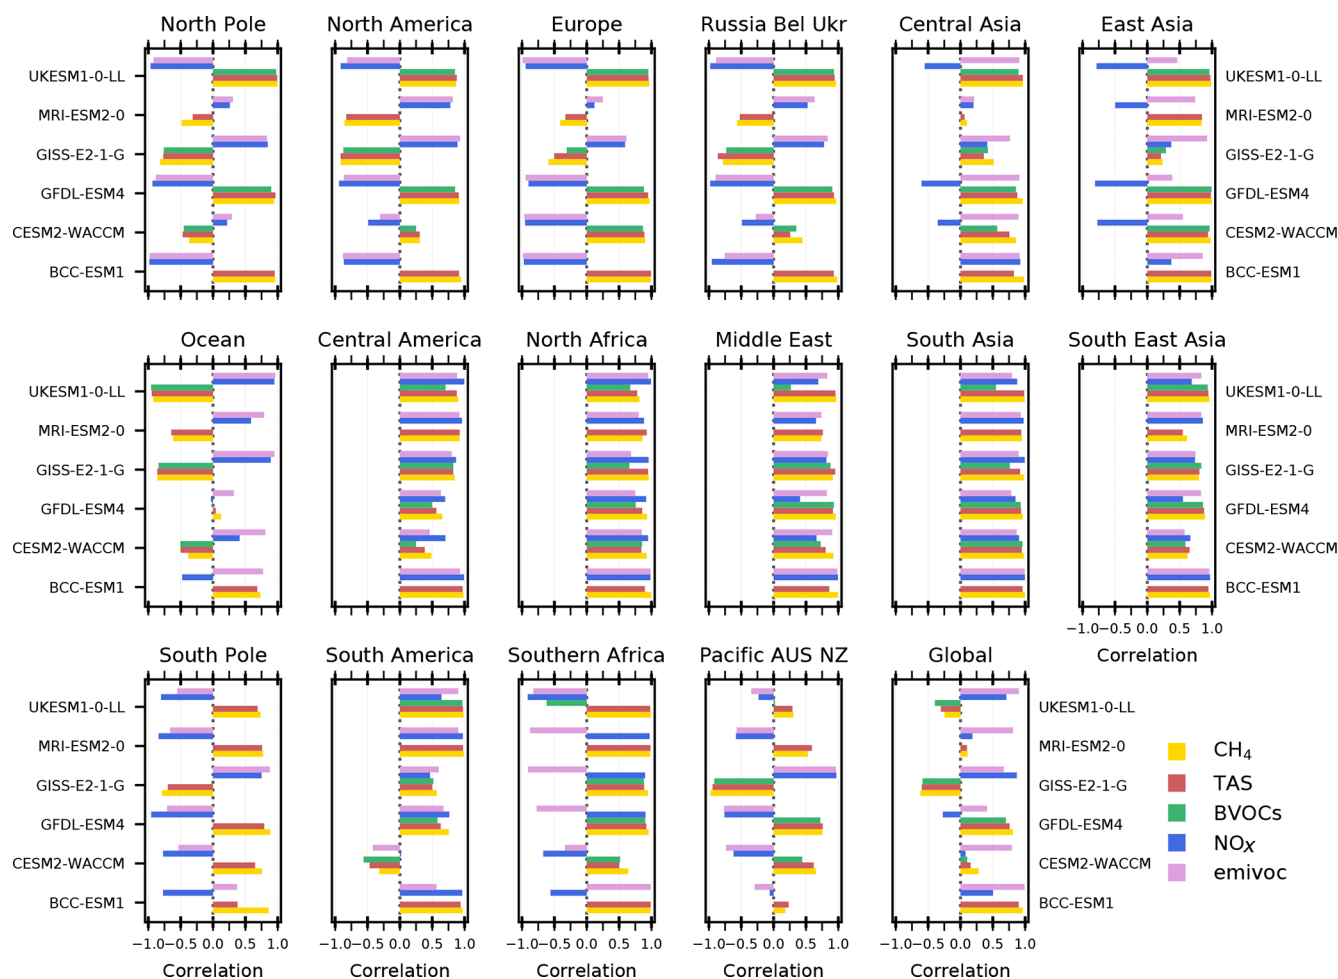 North Pole North America Europe Russia Bel Ukr Central Asia East Asia
UKESM1-0-LL UKESM1-0-LL
MRI-ESM2-0 MRI-ESM2-0
GISS-E2-1-G GISS-E2-1-G
GFDL-ESM4 GFDL-ESM4
CESM2-WACCM CESM2-WACCM
BCC-ESM1 BCC-ESM1
Ocean Central America North Africa Middle East South Asia South East Asia
UKESM1-0-LL UKESM1-0-LL
MRI-ESM2-0 MRI-ESM2-0
GISS-E2-1-G GISS-E2-1-G
GFDL-ESM4 GFDL-ESM4
CESM2-WACCM CESM2-WACCM
BCC-ESM1 BCC-ESM1
−1.0 −0.5 0.0 0.5 1.0
South Pole South America Southern Africa Pacific AUS NZ Global Correlation
UKESM1-0-LL UKESM1-0-LL
MRI-ESM2-0 MRI-ESM2-0
CH4
GISS-E2-1-G GISS-E2-1-G
TAS
BVOCs
GFDL-ESM4 GFDL-ESM4
NOx
CESM2-WACCM CESM2-WACCM
emivoc
BCC-ESM1 BCC-ESM1
−1.0 −0.5 0.0 0.5 1.0 −1.0 −0.5 0.0 0.5 1.0 −1.0 −0.5 0.0 0.5 1.0 −1.0 −0.5 0.0 0.5 1.0 −1.0 −0.5 0.0 0.5 1.0
Correlation Correlation Correlation Correlation Correlation